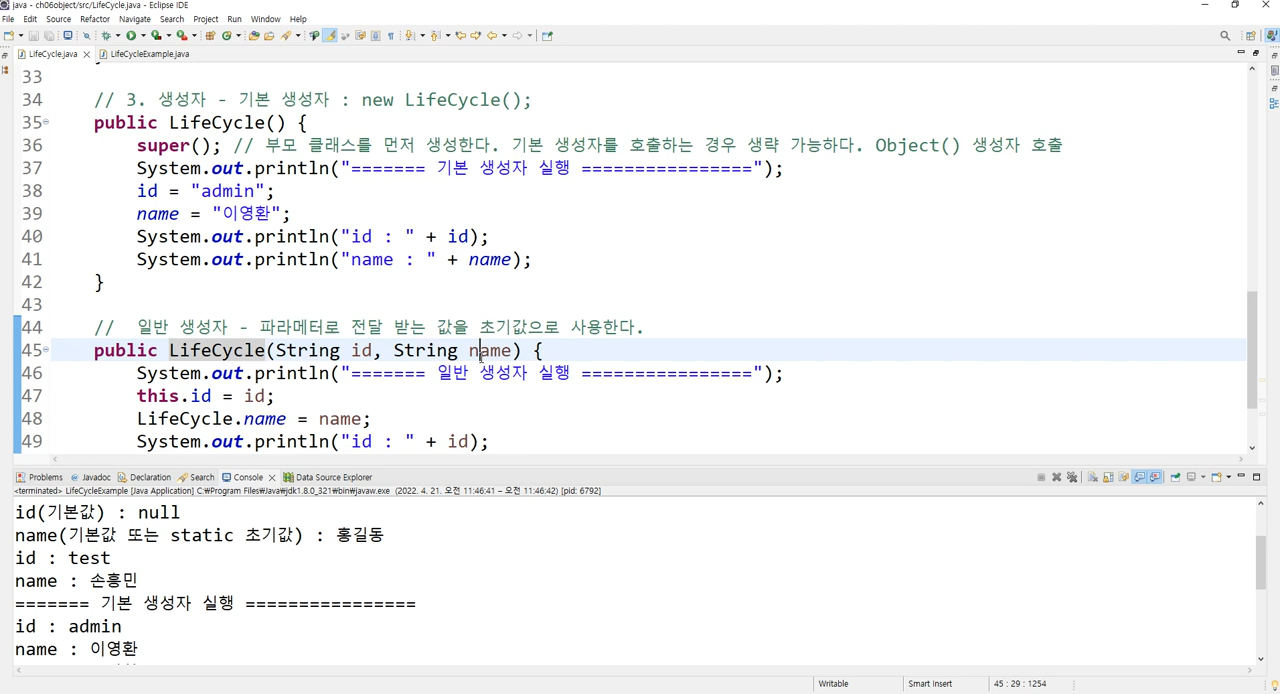 java - ch06object/src/LifeCycle.java - Eclipse IDE
File Edit Source Refactor Navigate Search Project Run Window Help
LifeCycle.java LifeCycleExample.java
33
34 // 3. 생성자 - 기본 생성자 : new LifeCycle();
35 public LifeCycle() {
36 super(); // 부모 클래스를 먼저 생성한다. 기본 생성자를 호출하는 경우 생략 가능하다. Object() 생성자 호출
37 System.out.println("======= 기본 생성자 실행 ================");
38 id = "admin";
39 name = "이영환";
40 System.out.println("id : " + id);
41 System.out.println("name : " + name);
42 }
43
44 // 일반 생성자 - 파라메터로 전달 받는 값을 초기값으로 사용한다.
45 public LifeCycle(String id, String name) {
46 System.out.println("======= 일반 생성자 실행 ================");
47 this.id = id;
48 LifeCycle.name = name;
49 System.out.println("id : " + id);
Problems Javadoc Declaration Search Console Data Source Explorer
<terminated> LifeCycleExample [Java Application] C:₩Program Files₩Java₩jdk1.8.0_321₩bin₩javaw.exe (2022. 4. 21. 오전 11:46:41 – 오전 11:46:42) [pid: 6792]
id(기본값) : null
name(기본값 또는 static 초기값) : 홍길동
id : test
name : 손흥민
======= 기본 생성자 실행 ================
id : admin
name : 이영환
Writable Smart Insert 45 : 29 : 1254